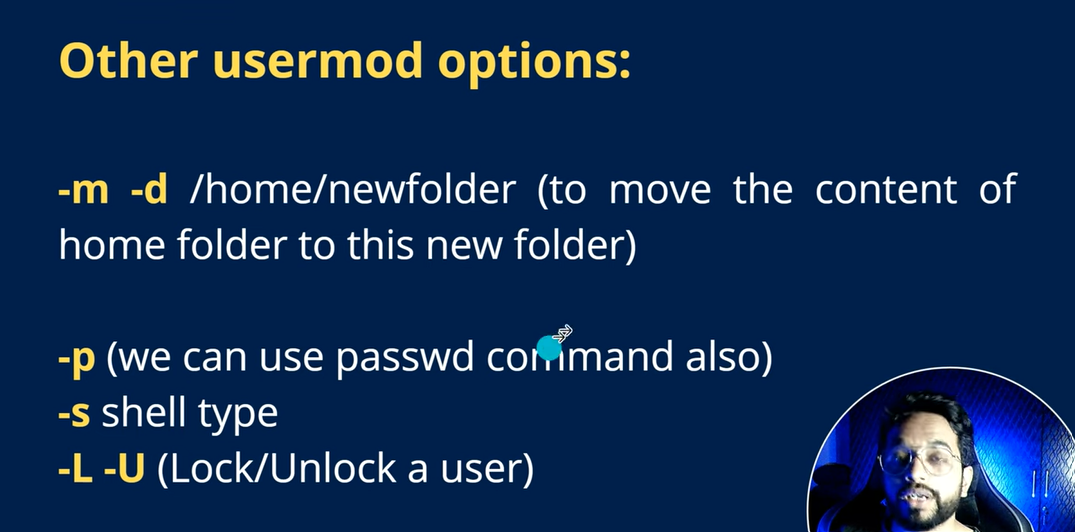 Other usermod options:
-m -d /home/newfolder (to move the content of
home folder to this new folder)
-p (we can use passwd command also)
-s shell type
-L -U (Lock/Unlock a user)